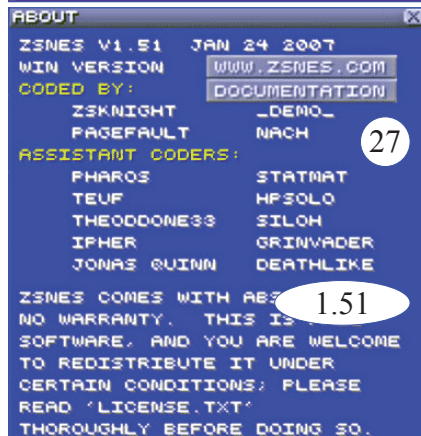 ABOUT
ZSNES V1.51 JAN 24 2007
WIN VERSION WWW.ZSNES.COM
CODED BY: DOCUMENTATION
ZSKNIGHT _DEMO_
PAGEFAULT NACH
27
ASSISTANT CODERS:
PHAROS STATMAT
TEUF HPSOLO
THEODDONE33 SILOH
IPHER GRINVADER
JONAS QUINN DEATHLIKE
ZSNES COMES WITH
1.51
NO WARRANTY. THIS IS
SOFTWARE, AND YOU ARE WELCOME
TO REDISTRIBUTE IT UNDER
CERTAIN CONDITIONS; PLEASE
READ 'LICENSE.TXT'
THOROUGHLY BEFORE DOING SO.